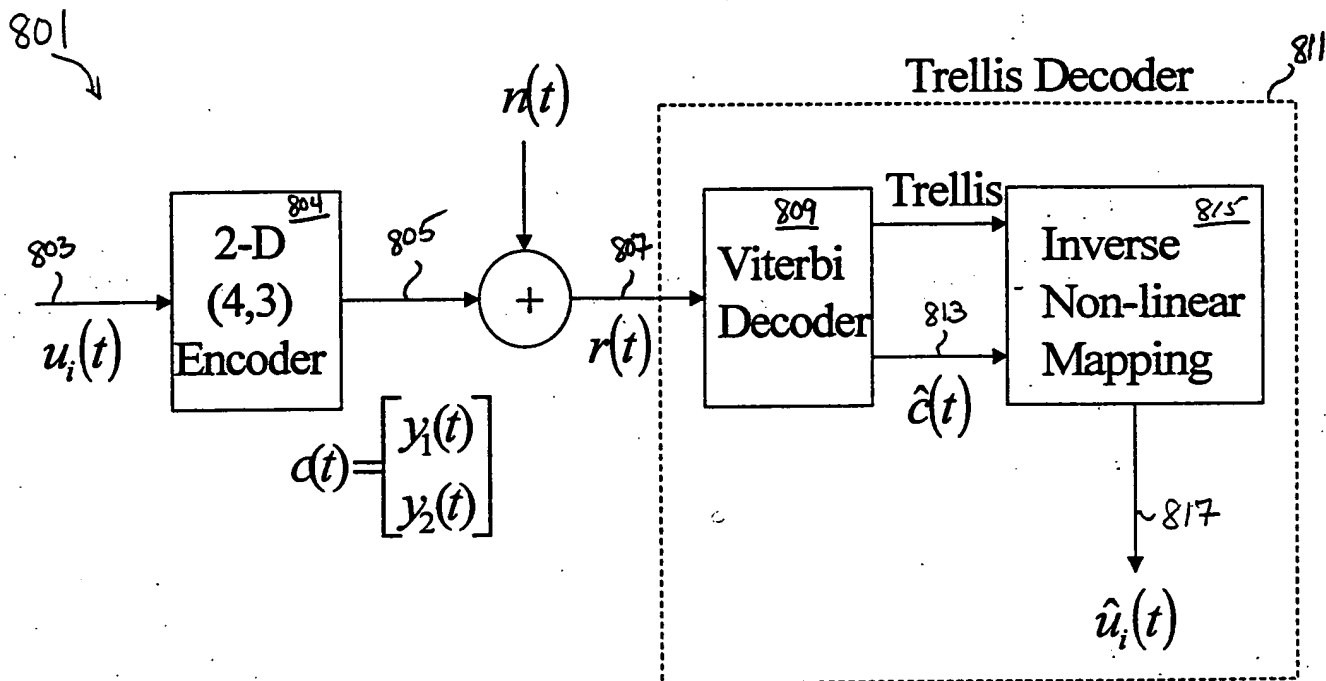 801
811
Trellis Decoder
n(t)
803
u_i(t)
804
2-D
(4,3)
Encoder
805
c(t)=[y_1(t)
y_2(t)]
+
807
r(t)
809
Viterbi
Decoder
Trellis
813
ĉ(t)
815
Inverse
Non-linear
Mapping
817
û_i(t)